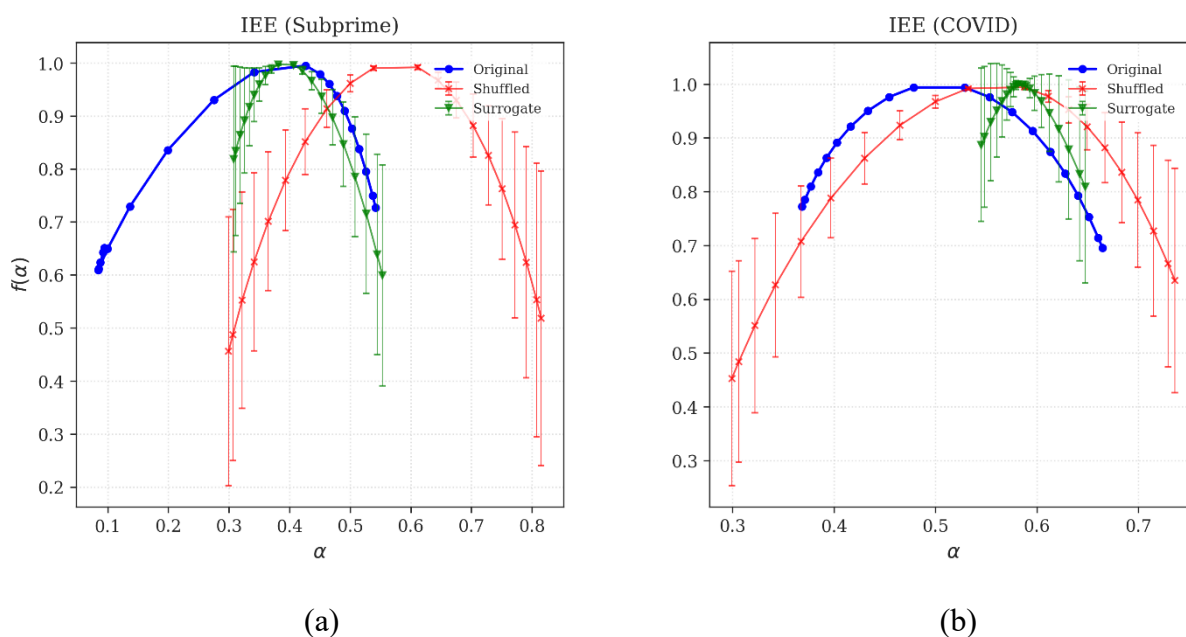 IEE (Subprime)
1.0
0.9
0.8
0.7
0.6
0.5
0.4
0.3
0.2
f(α)
0.1 0.2 0.3 0.4 0.5 0.6 0.7 0.8
α
Original
Shuffled
Surrogate
(a)
IEE (COVID)
1.0
0.9
0.8
0.7
0.6
0.5
0.4
0.3
0.3 0.4 0.5 0.6 0.7
α
Original
Shuffled
Surrogate
(b)